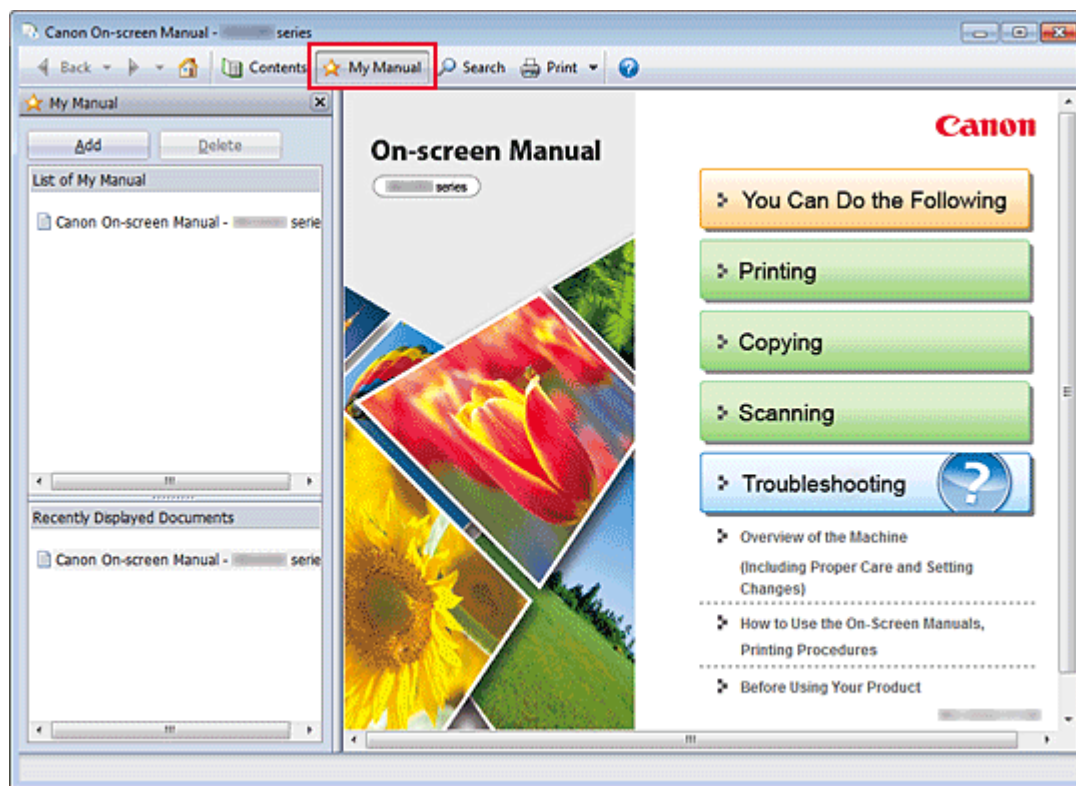 Canon On-screen Manual - series
Back Contents My Manual Search Print
My Manual
Add Delete
List of My Manual
Canon On-screen Manual - serie
Recently Displayed Documents
Canon On-screen Manual - serie
On-screen Manual
series
Canon
You Can Do the Following
Printing
Copying
Scanning
Troubleshooting
Overview of the Machine
(Including Proper Care and Setting
Changes)
How to Use the On-Screen Manuals,
Printing Procedures
Before Using Your Product